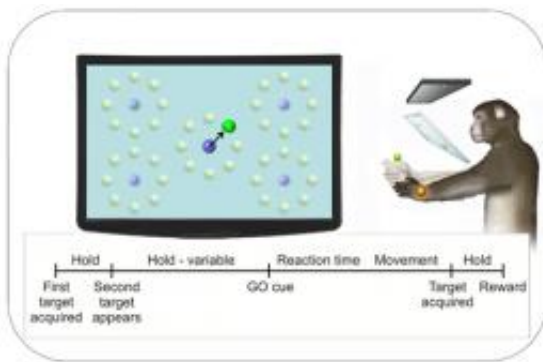 Hold Hold - variable Reaction time Movement Hold
First target acquired
Second target appears
GO cue
Target acquired
Reward